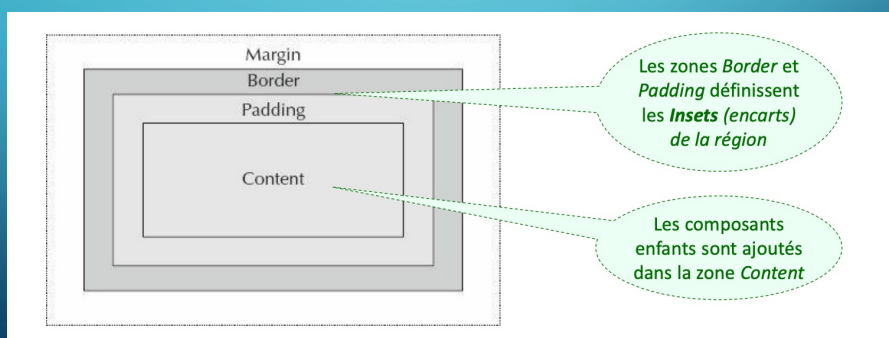 Margin
Border
Padding
Content
Les zones Border et
Padding définissent
les Insets (encarts)
de la région
Les composants
enfants sont ajoutés
dans la zone Content